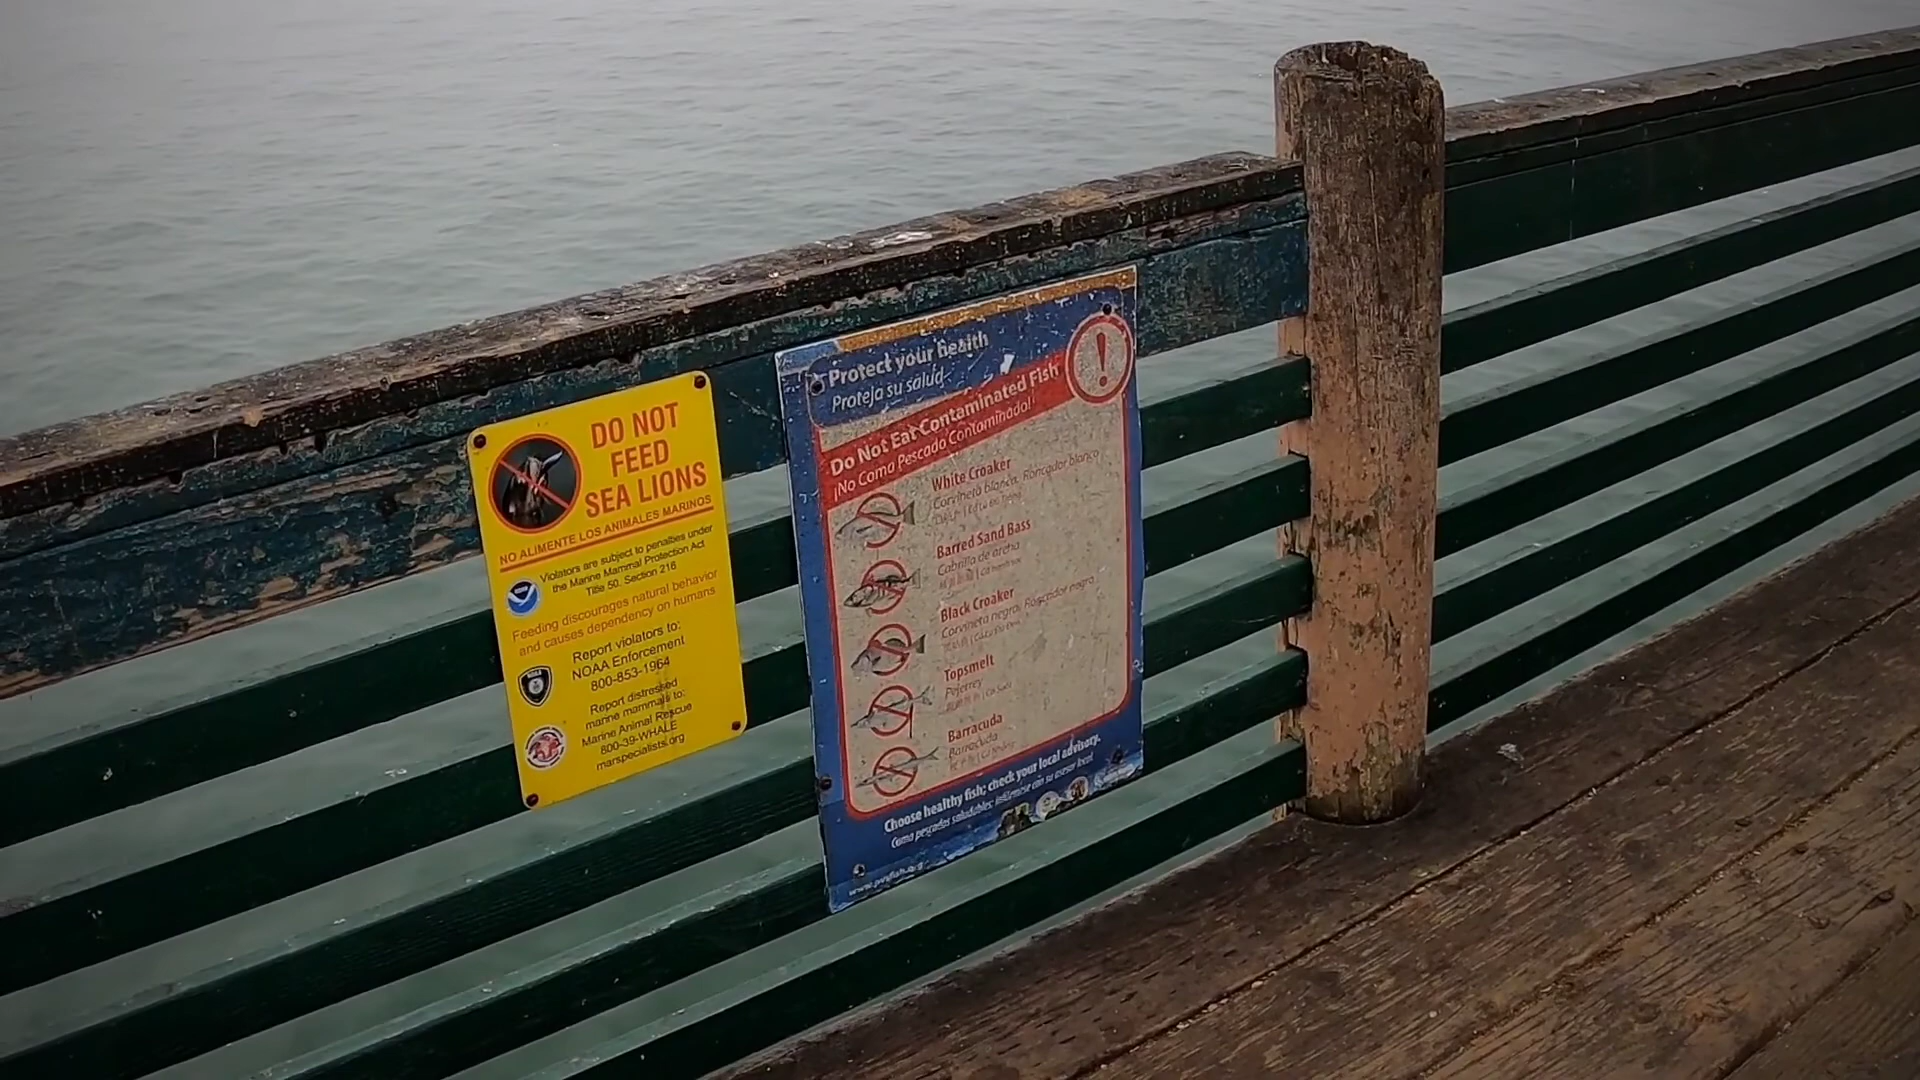 DO NOT
FEED
SEA LIONS
NO ALIMENTE LOS ANIMALES MARINOS
Violators are subject to penalties under
the Marine Mammal Protection Act
Title 50, Section 216
Feeding discourages natural behavior
and causes dependency on humans
Report violators to:
NOAA Enforcement
800-853-1964
Report distressed
marine mammals to:
Marine Animal Rescue
800-39-WHALE
marspecialists.org
Protect your health
Proteja su salud
Do Not Eat Contaminated Fish
¡No Coma Pescado Contaminado!
White Croaker
Corvineta blanca, Roncador blanco
Barred Sand Bass
Cabrilla de arena
Black Croaker
Corvineta negra, Roncador negro
Topsmelt
Pejerrey
Barracuda
Barracuda
Choose healthy fish; check your local advisory.
Coma pescados saludables; infórmese con su asesor local
www.pvsfish.org